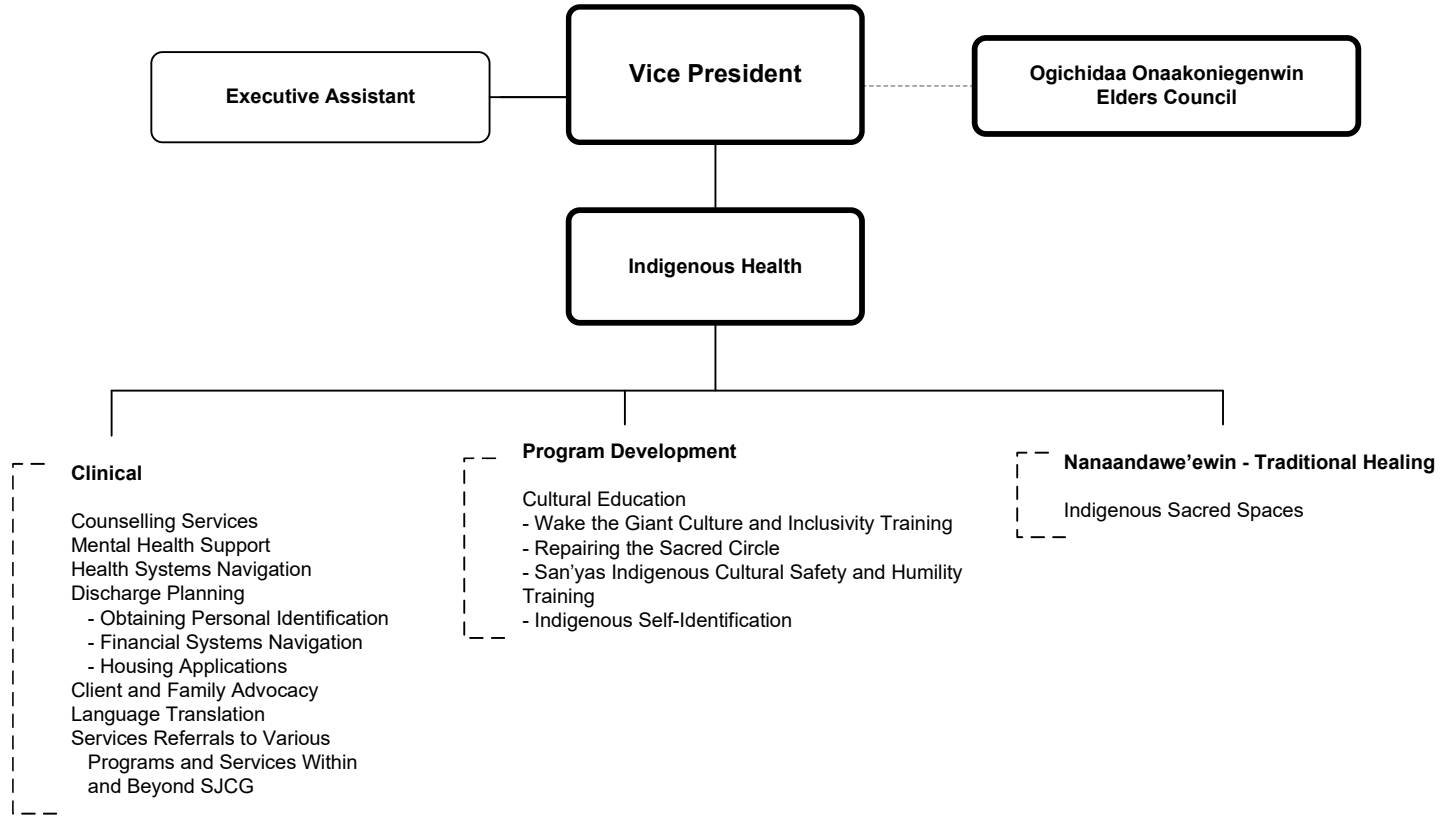 Executive Assistant
Vice President
Ogichidaa Onaakoniegenwin
Elders Council
Indigenous Health
Clinical
Counselling Services
Mental Health Support
Health Systems Navigation
Discharge Planning
- Obtaining Personal Identification
- Financial Systems Navigation
- Housing Applications
Client and Family Advocacy
Language Translation
Services Referrals to Various
Programs and Services Within
and Beyond SJCG
Program Development
Cultural Education
- Wake the Giant Culture and Inclusivity Training
- Repairing the Sacred Circle
- San’yas Indigenous Cultural Safety and Humility
Training
- Indigenous Self-Identification
Nanaandawe’ewin - Traditional Healing
Indigenous Sacred Spaces